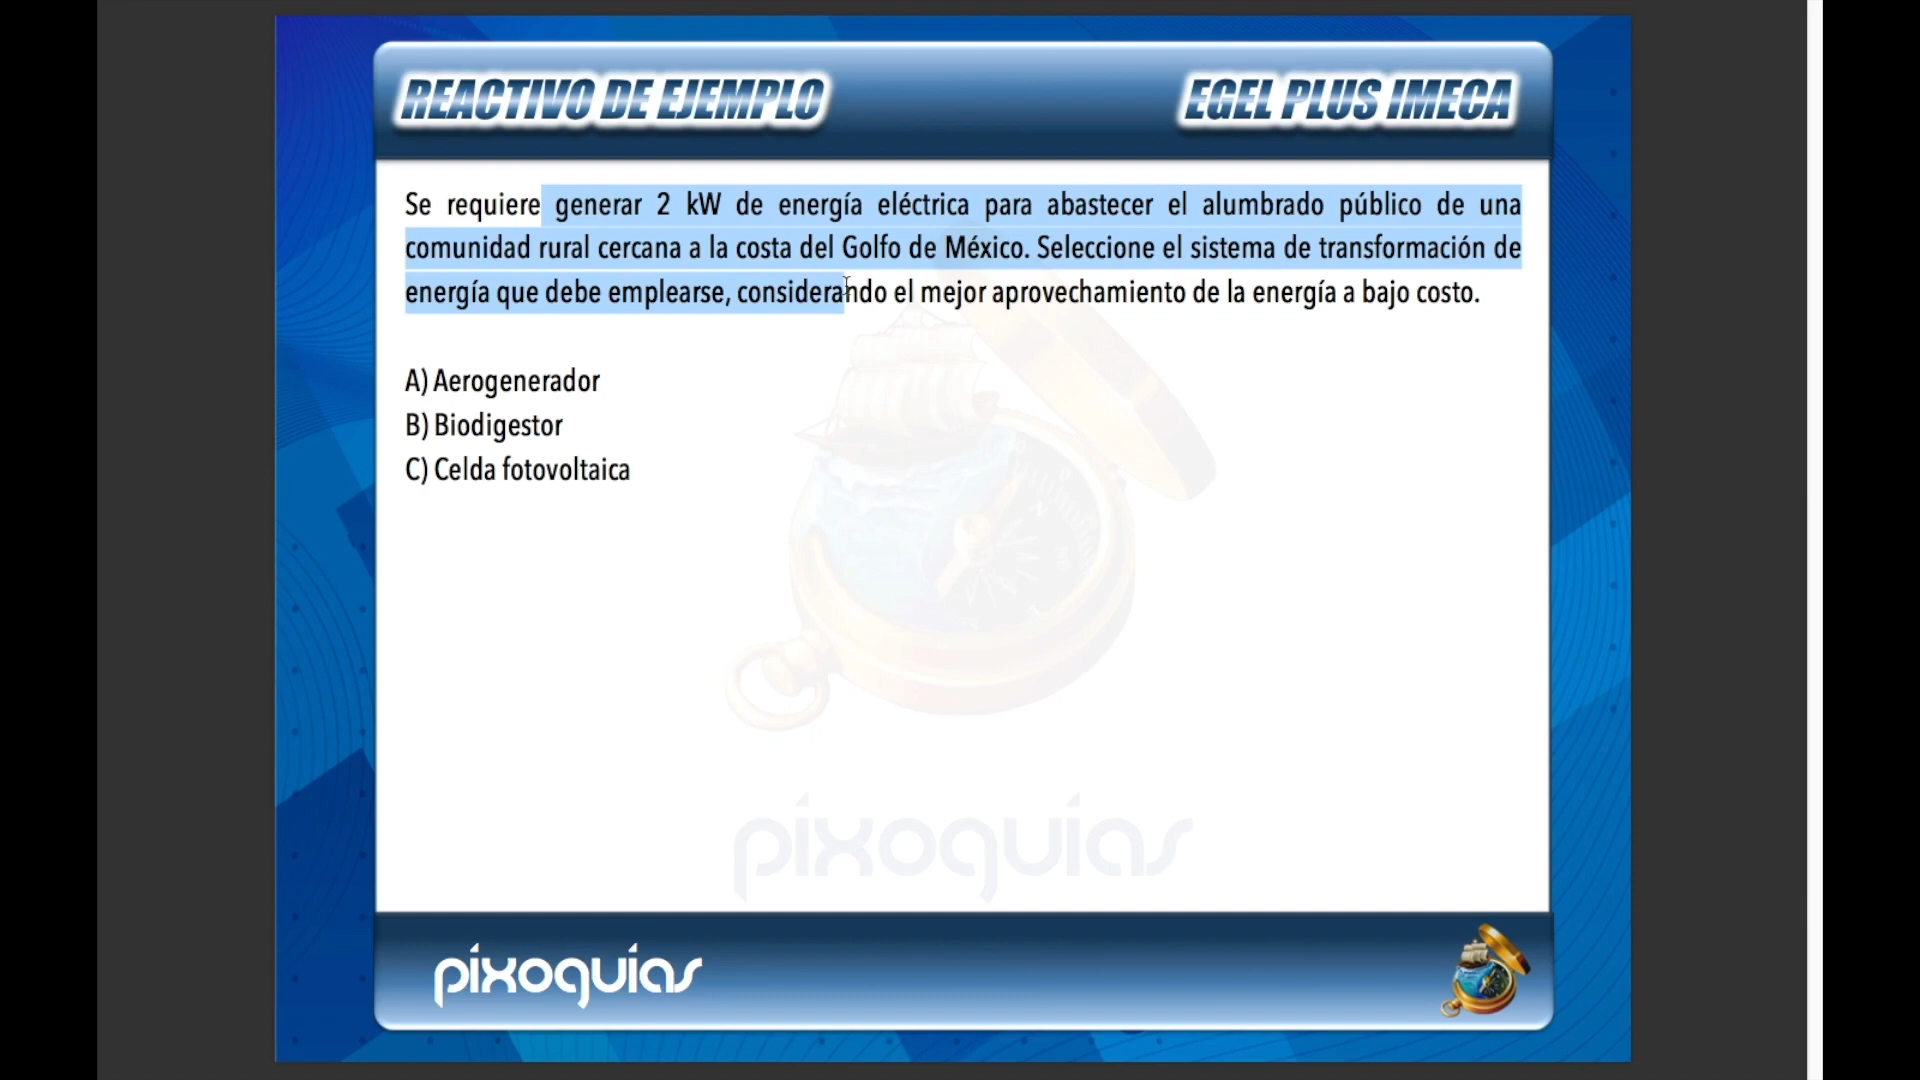 REACTIVO DE EJEMPLO
EGEL PLUS IMECA
Se requiere generar 2 kW de energía eléctrica para abastecer el alumbrado público de una
comunidad rural cercana a la costa del Golfo de México. Seleccione el sistema de transformación de
energía que debe emplearse, considerando el mejor aprovechamiento de la energía a bajo costo.
A) Aerogenerador
B) Biodigestor
C) Celda fotovoltaica
pixoguias
pixoguias